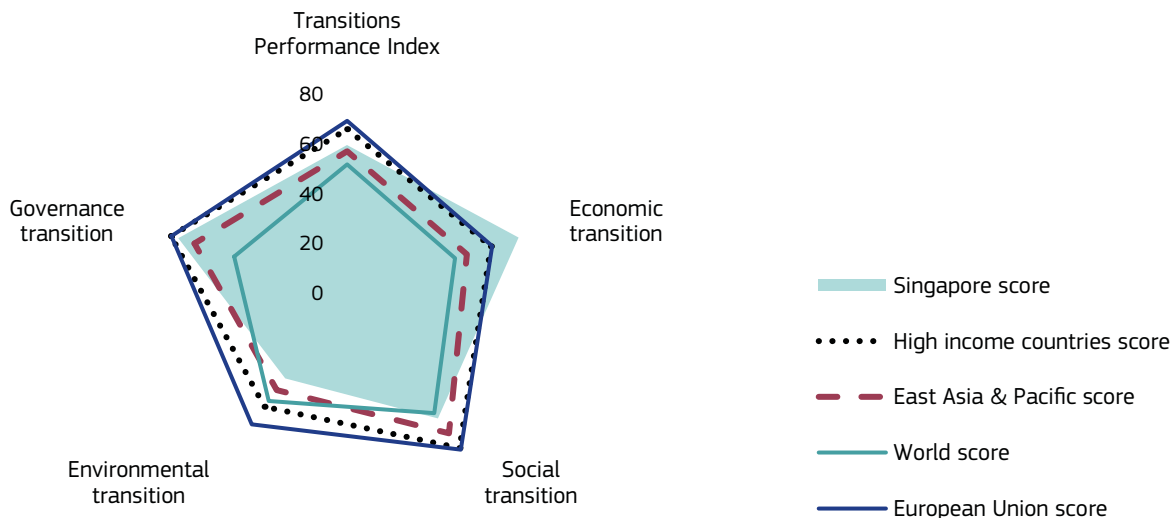 Transitions
Performance Index
80
60
40
20
0
Governance
transition
Economic
transition
Environmental
transition
Social
transition
Singapore score
High income countries score
East Asia & Pacific score
World score
European Union score